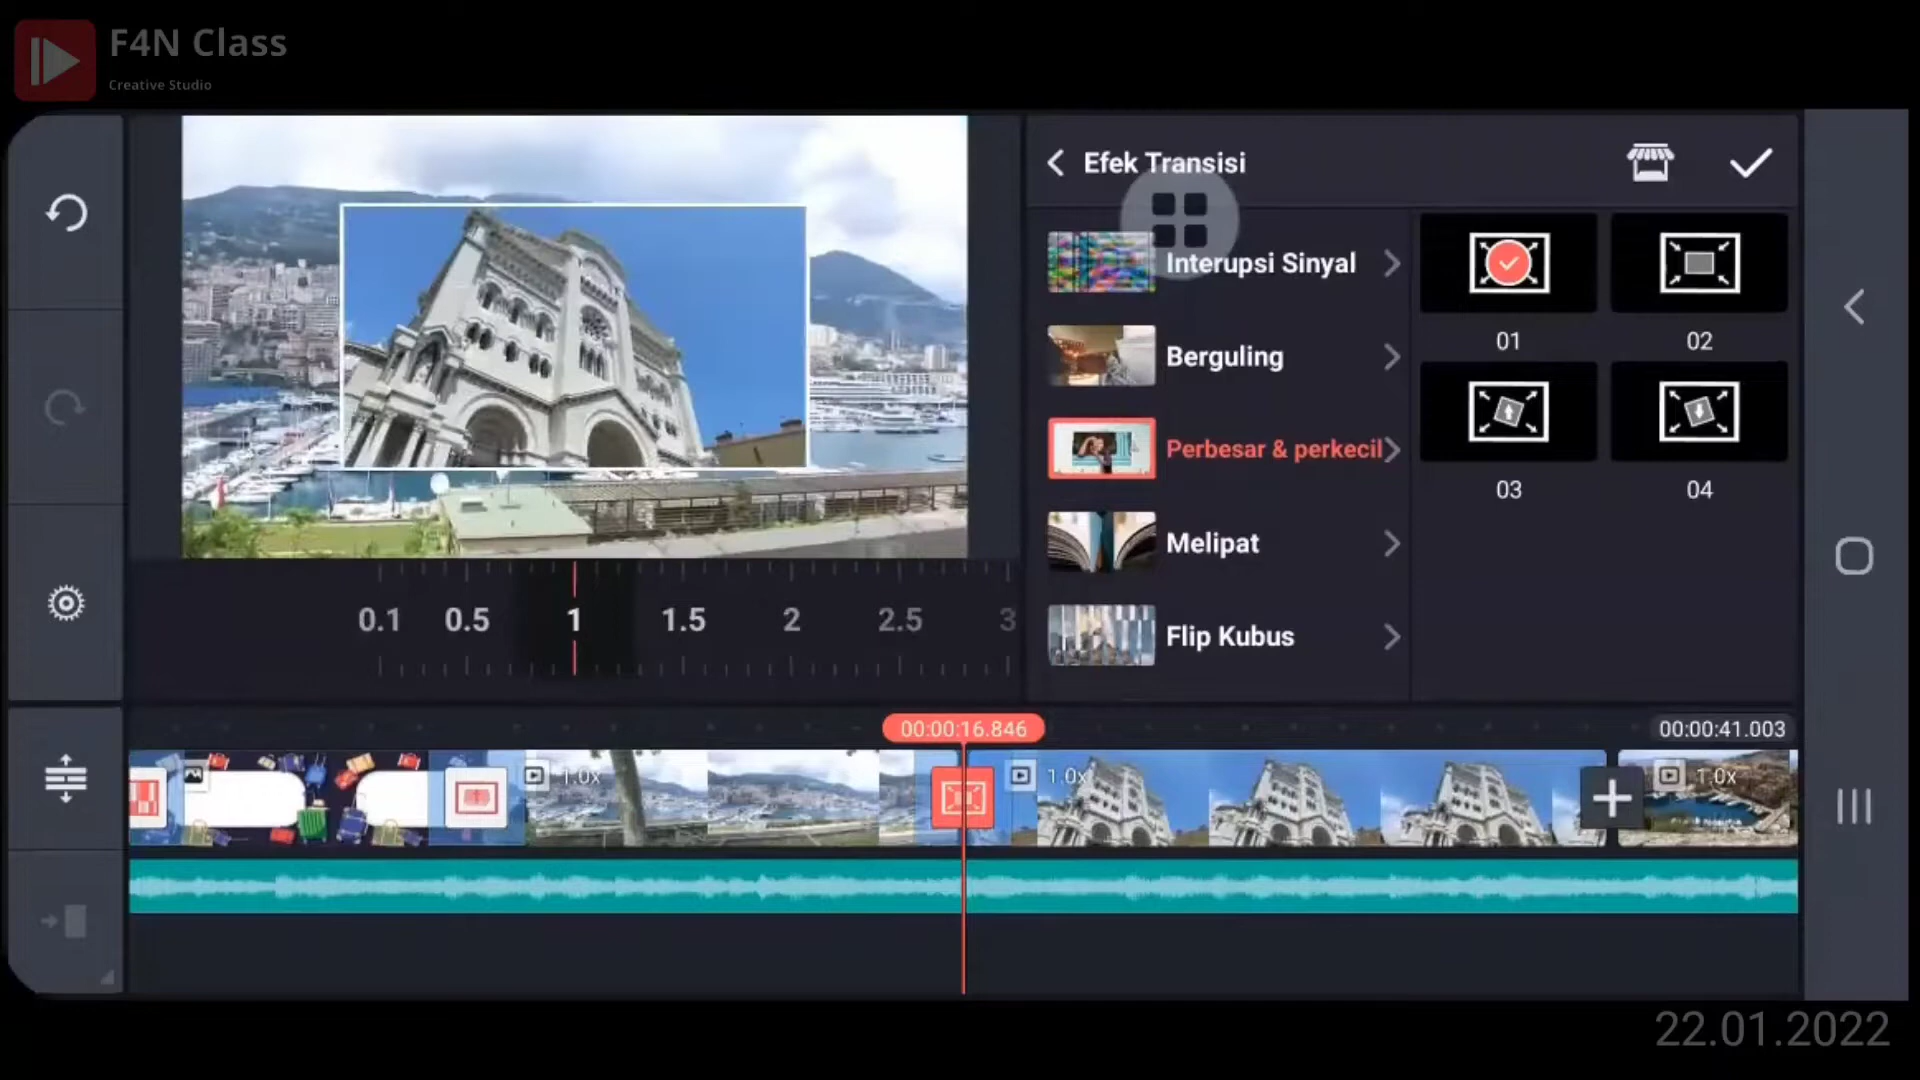 F4N Class
Creative Studio
Efek Transisi
Interupsi Sinyal
01
02
Berguling
Perbesar & perkecil
03
04
Melipat
Flip Kubus
0.1 0.5 1 1.5 2 2.5 3
00:00:16.846
00:00:41.003
1.0x
1.0x
1.0x
22.01.2022